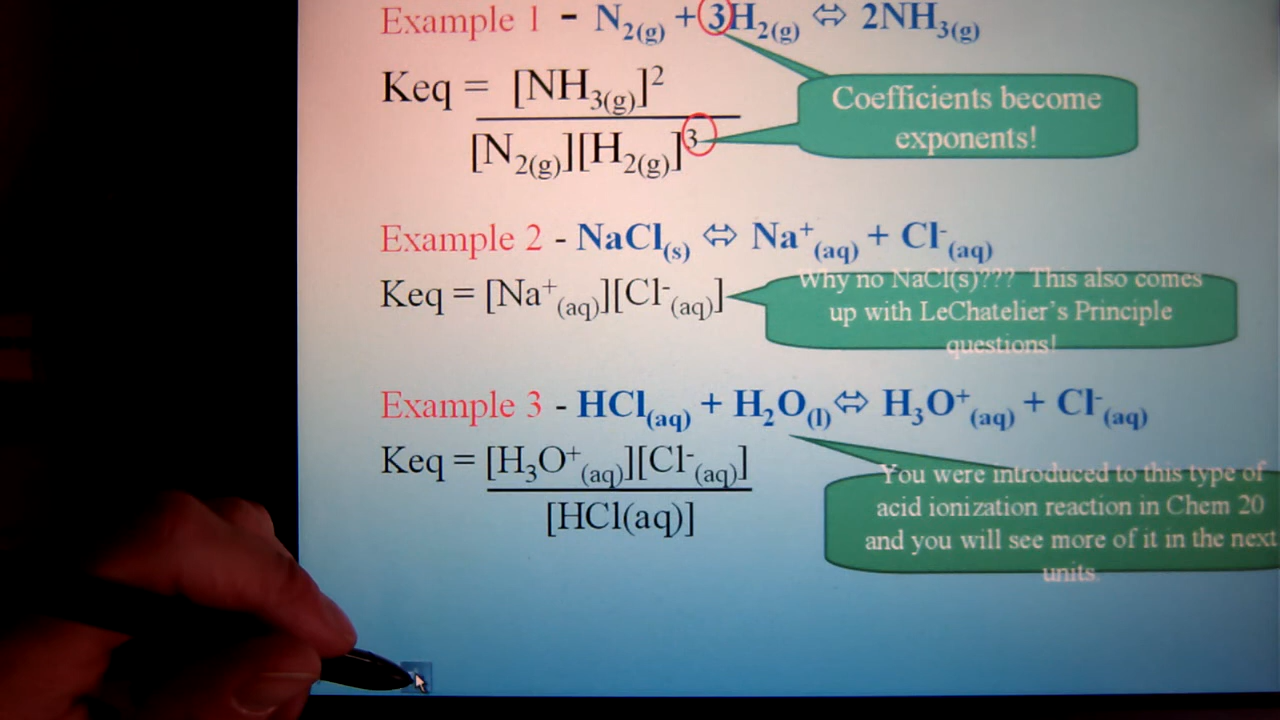 Example 1 - N₂(g) + 3H₂(g) ⇔ 2NH₃(g)
Keq = [NH₃(g)]²
[N₂(g)][H₂(g)]³
Coefficients become
exponents!
Example 2 - NaCl(s) ⇔ Na⁺(aq) + Cl⁻(aq)
Keq = [Na⁺(aq)][Cl⁻(aq)]
Why no NaCl(s)??? This also comes
up with LeChatelier's Principle
questions!
Example 3 - HCl(aq) + H₂O(l) ⇔ H₃O⁺(aq) + Cl⁻(aq)
Keq = [H₃O⁺(aq)][Cl⁻(aq)]
[HCl(aq)]
You were introduced to this type of
acid ionization reaction in Chem 20
and you will see more of it in the next
units.